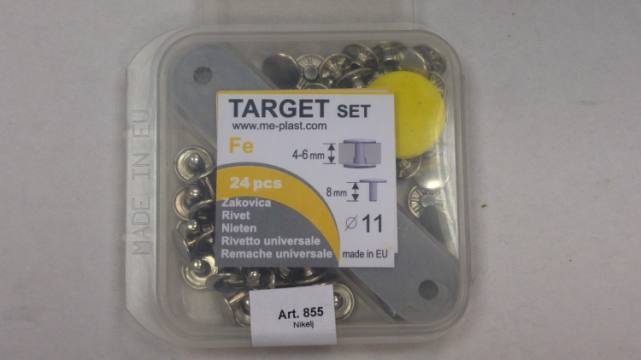 MADE IN EU
TARGET SET
www.me-plast.com
Fe
4-6 mm
24 pcs
8 mm
Zakovica
Rivet
Nieten
Rivetto universale
Remache universale
Ø 11
made in EU
Art. 855
Nikelj